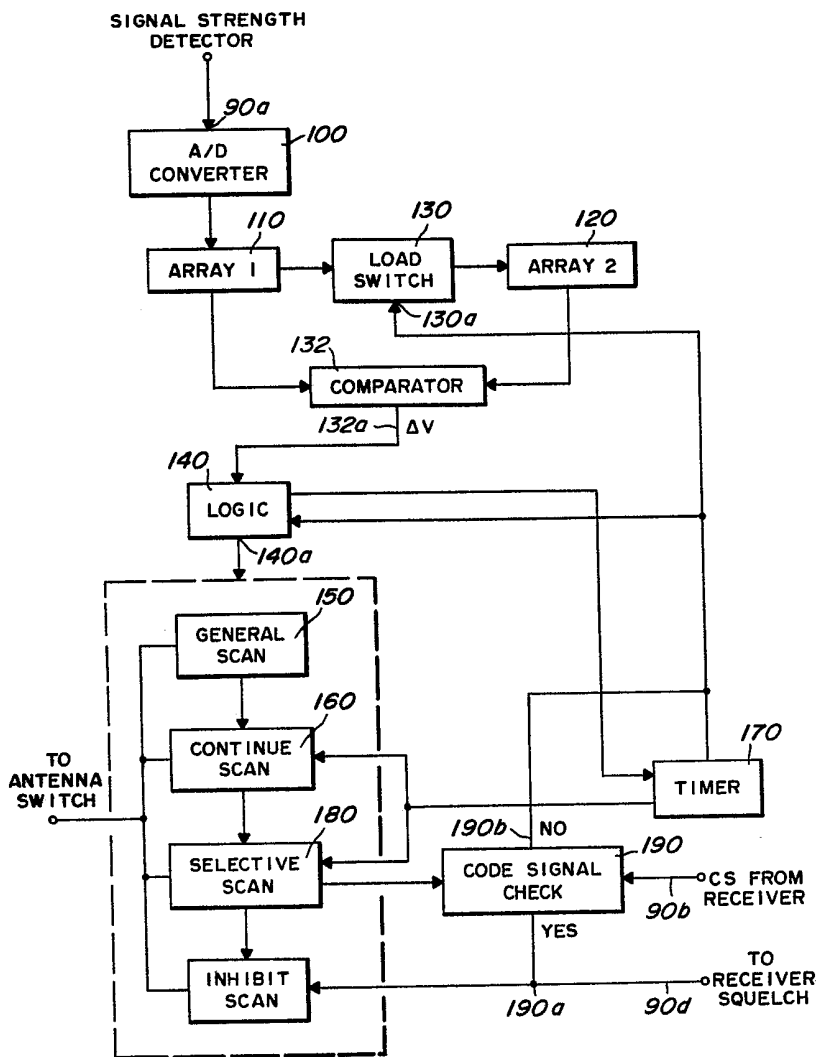 SIGNAL STRENGTH
DETECTOR
90a
100
A/D
CONVERTER
110
ARRAY 1
130
LOAD
SWITCH
130a
120
ARRAY 2
132
COMPARATOR
132a
ΔV
140
LOGIC
140a
150
GENERAL
SCAN
160
CONTINUE
SCAN
TO
ANTENNA
SWITCH
170
TIMER
180
SELECTIVE
SCAN
190b
NO
190
CODE SIGNAL
CHECK
CS FROM
RECEIVER
90b
YES
INHIBIT
SCAN
190a
90d
TO
RECEIVER
SQUELCH